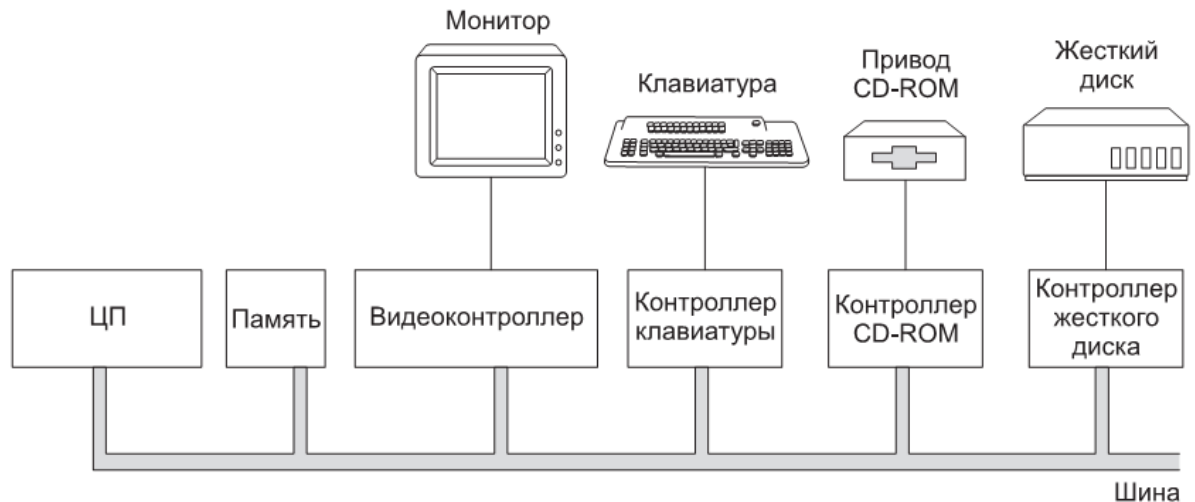 Монитор
Клавиатура
Привод
CD-ROM
Жесткий
диск
ЦП
Память
Видеоконтроллер
Контроллер
клавиатуры
Контроллер
CD-ROM
Контроллер
жесткого
диска
Шина